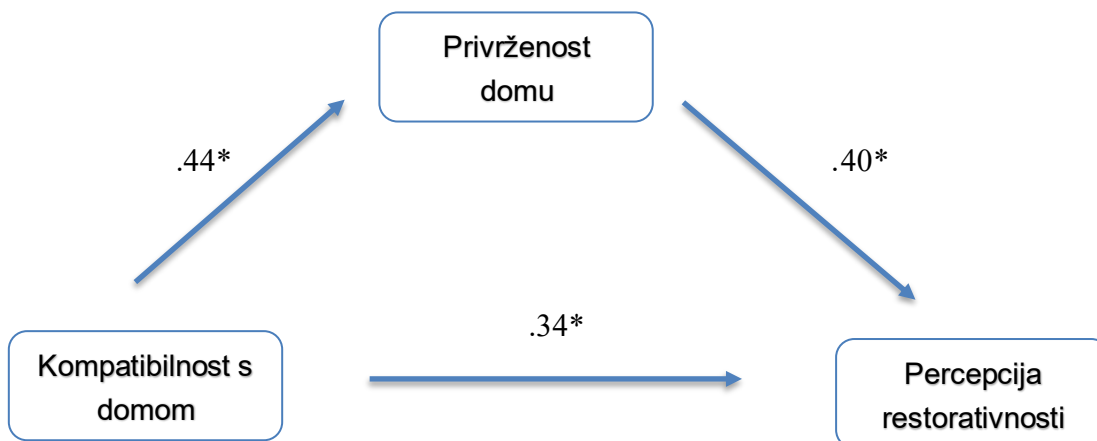 Privrženost
domu
.44*
.40*
.34*
Kompatibilnost s
domom
Percepcija
restorativnosti